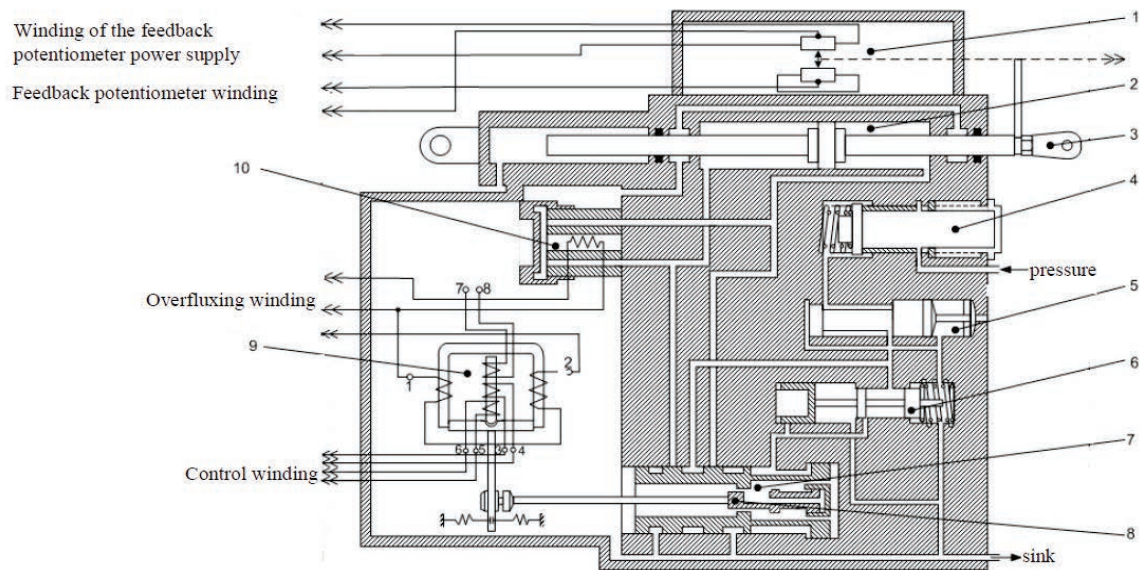 Winding of the feedback
potentiometer power supply
Feedback potentiometer winding
1
2
3
10
4
pressure
Overfluxing winding
7 8
5
9
2
1
6
6 5 3 4
Control winding
7
8
sink